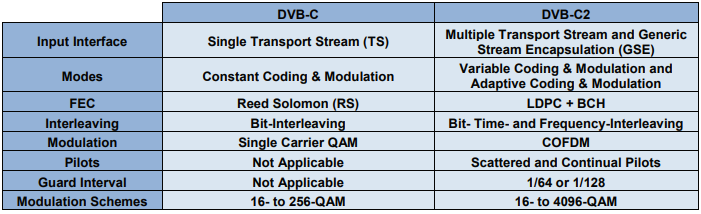 DVB-C DVB-C2
Input Interface Single Transport Stream (TS) Multiple Transport Stream and Generic
Stream Encapsulation (GSE)
Modes Constant Coding & Modulation Variable Coding & Modulation and
Adaptive Coding & Modulation
FEC Reed Solomon (RS) LDPC + BCH
Interleaving Bit-Interleaving Bit- Time- and Frequency-Interleaving
Modulation Single Carrier QAM COFDM
Pilots Not Applicable Scattered and Continual Pilots
Guard Interval Not Applicable 1/64 or 1/128
Modulation Schemes 16- to 256-QAM 16- to 4096-QAM